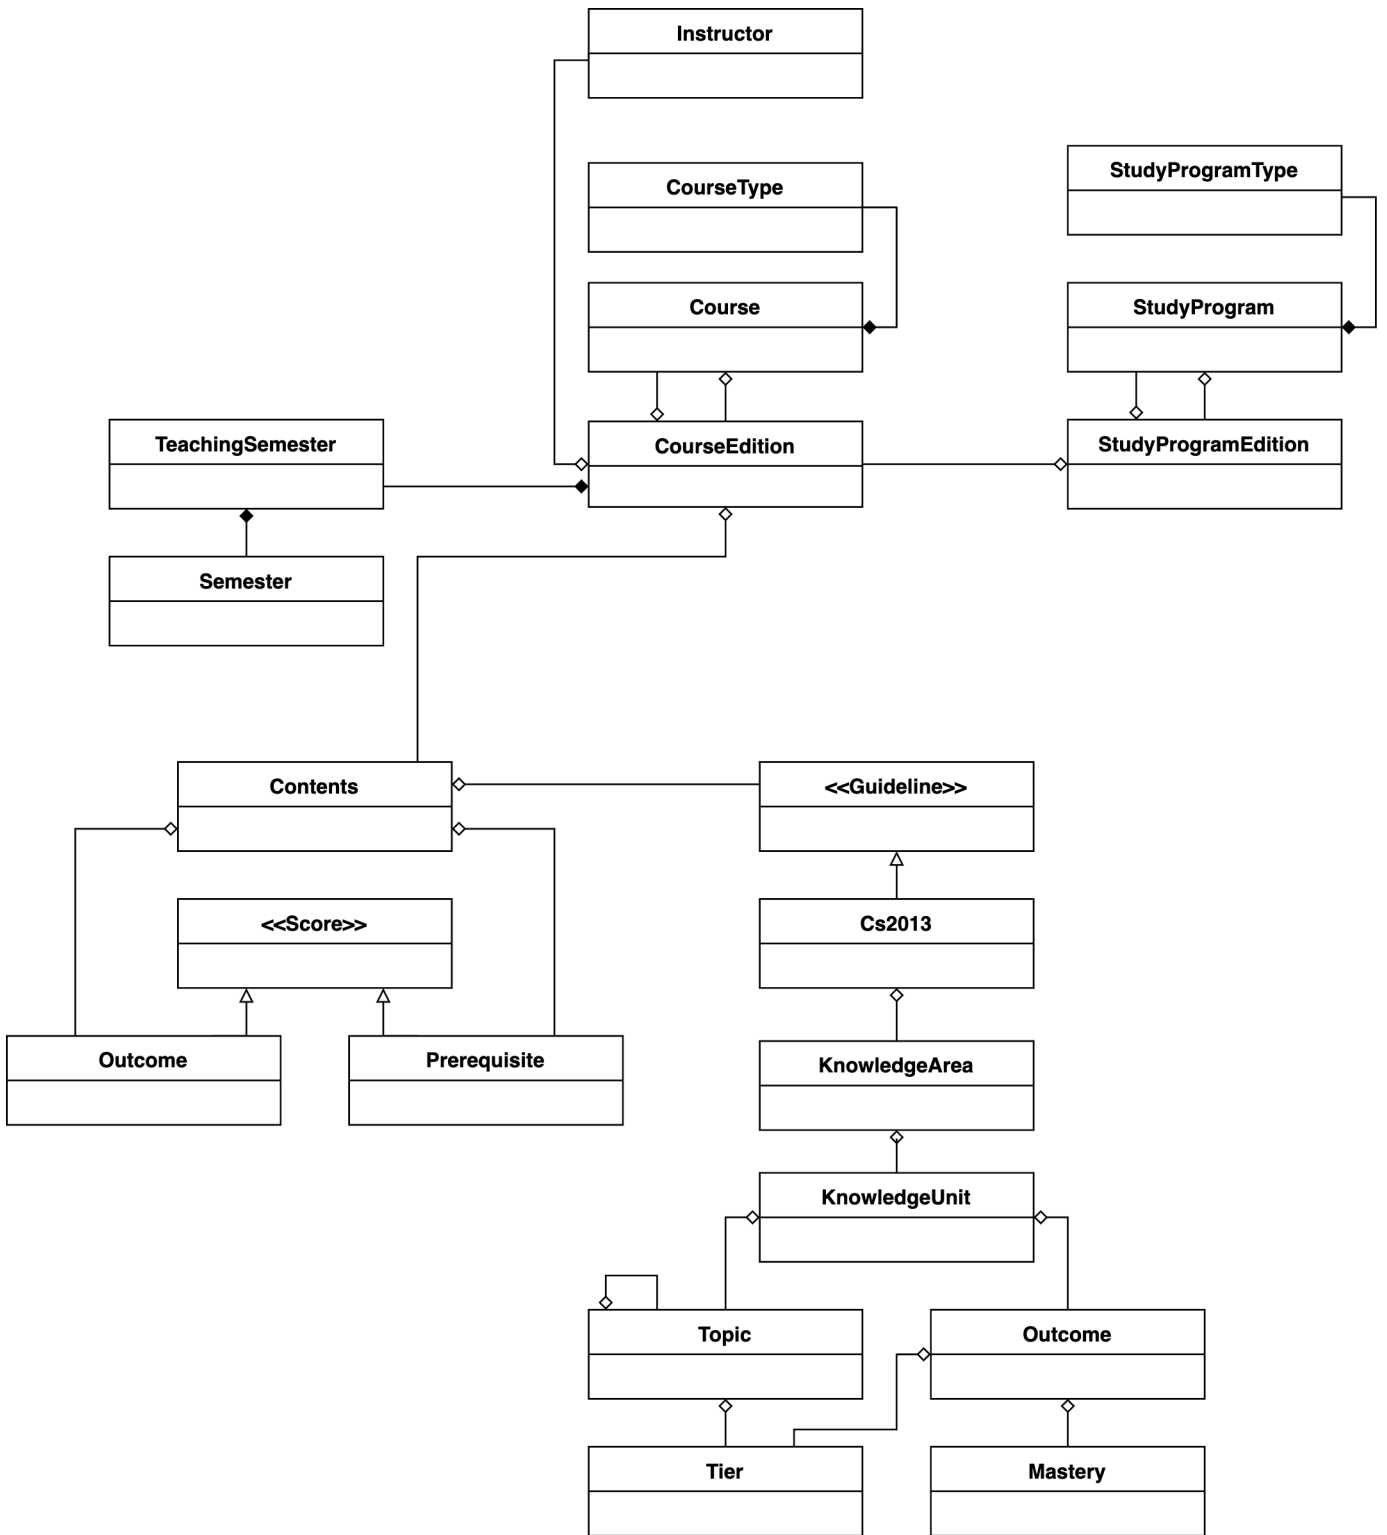 Instructor
CourseType
StudyProgramType
Course
StudyProgram
TeachingSemester
CourseEdition
StudyProgramEdition
Semester
Contents
<<Guideline>>
<<Score>>
Cs2013
Outcome
Prerequisite
KnowledgeArea
KnowledgeUnit
Topic
Outcome
Tier
Mastery